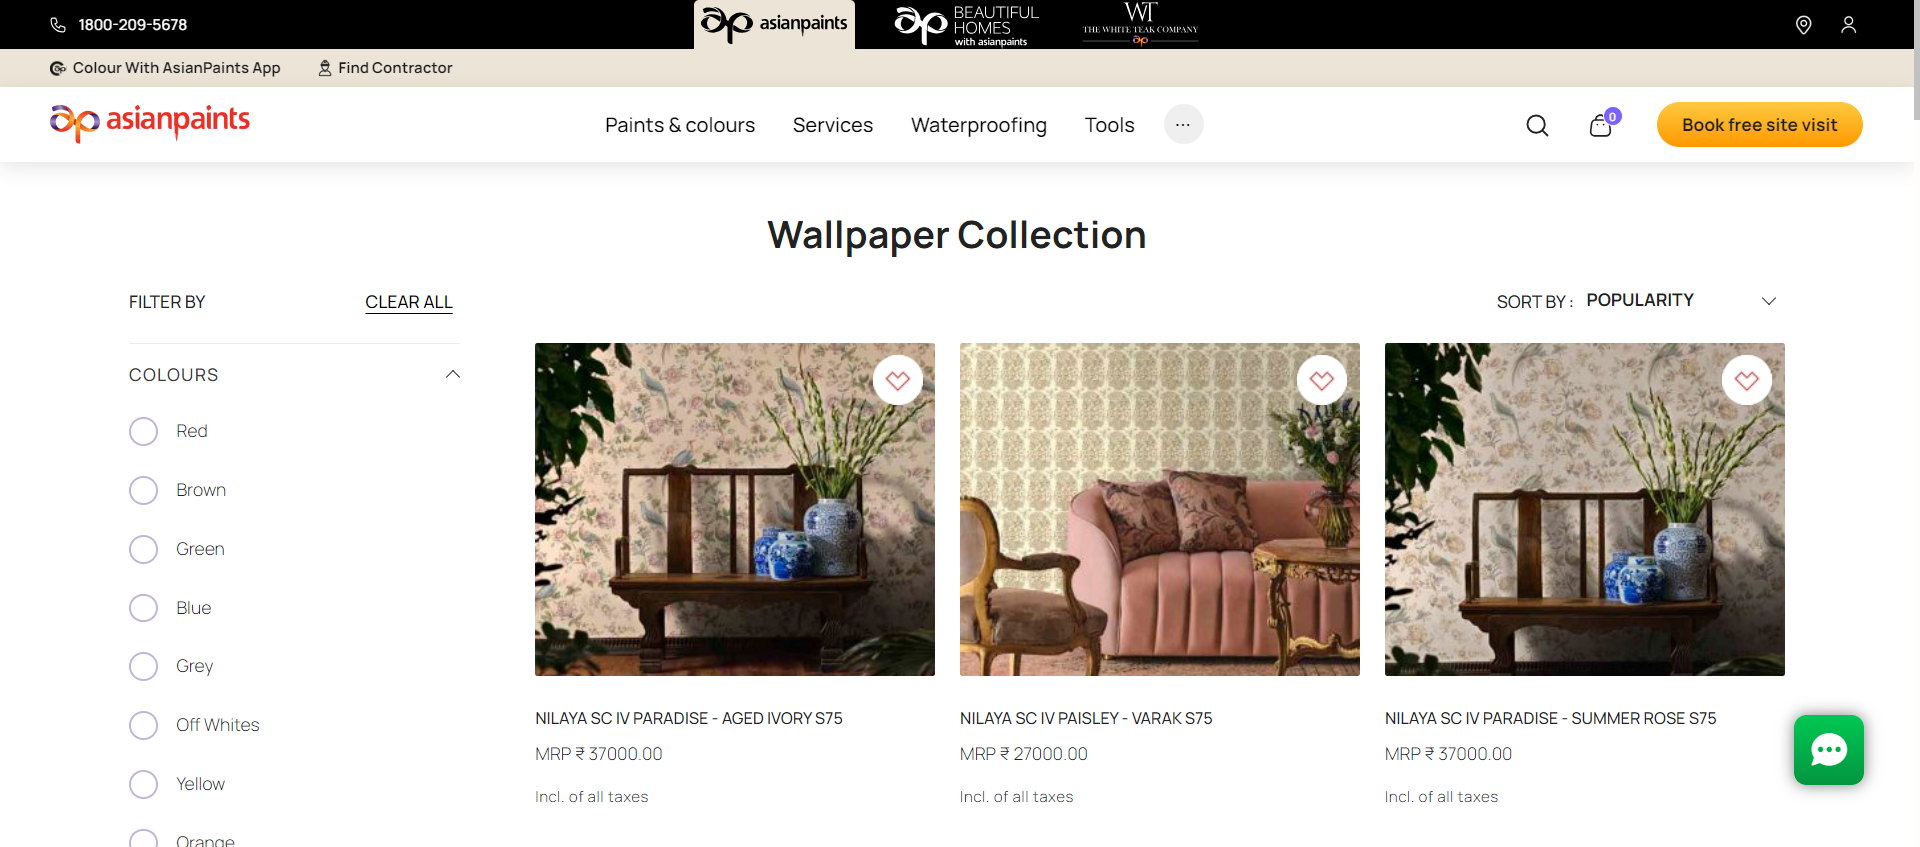 1800-209-5678
asianpaints
BEAUTIFUL
HOMES
with asianpaints
WT
THE WHITE TEAK COMPANY
Colour With AsianPaints App
Find Contractor
asianpaints
Paints & colours
Services
Waterproofing
Tools
...
0
Book free site visit
Wallpaper Collection
FILTER BY
CLEAR ALL
SORT BY :
POPULARITY
COLOURS
Red
Brown
Green
Blue
Grey
Off Whites
Yellow
Orange
NILAYA SC IV PARADISE - AGED IVORY S75
MRP ₹ 37000.00
Incl. of all taxes
NILAYA SC IV PAISLEY - VARAK S75
MRP ₹ 27000.00
Incl. of all taxes
NILAYA SC IV PARADISE - SUMMER ROSE S75
MRP ₹ 37000.00
Incl. of all taxes